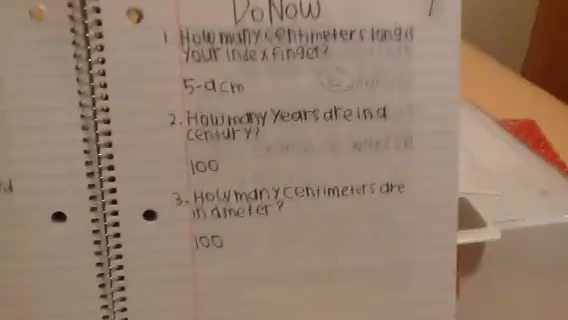 Do NOW
1. How many centimeters long is
your index finger?
5-9cm
2. How many years are in a
century?
100
3. How many centimeters are
in a meter?
100